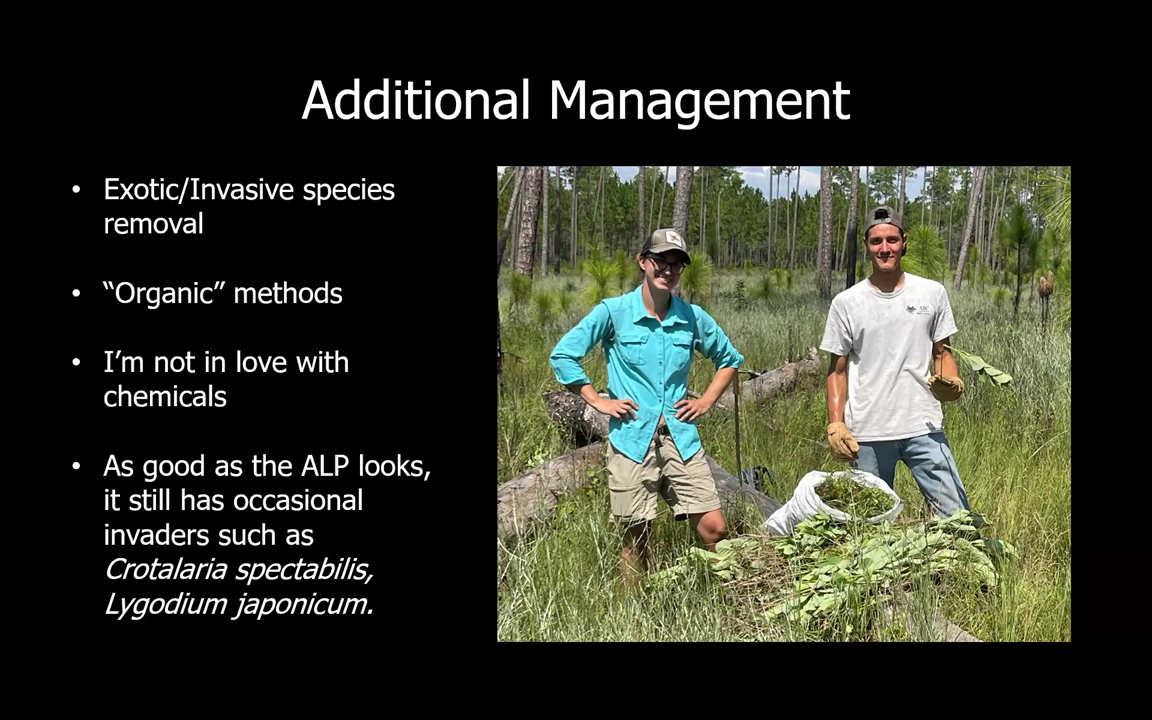 Additional Management
• Exotic/Invasive species
removal
• “Organic” methods
• I’m not in love with
chemicals
• As good as the ALP looks,
it still has occasional
invaders such as
Crotalaria spectabilis,
Lygodium japonicum.